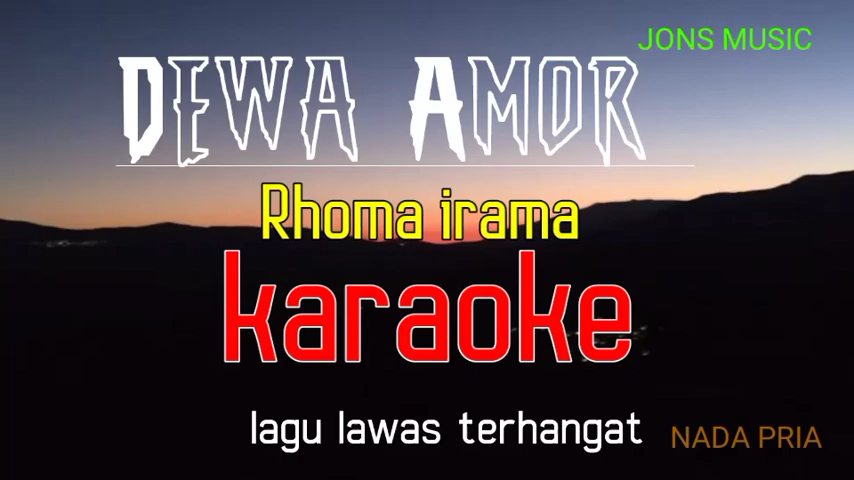 JONS MUSIC
DEWA AMOR
Rhoma irama
karaoke
lagu lawas terhangat
NADA PRIA